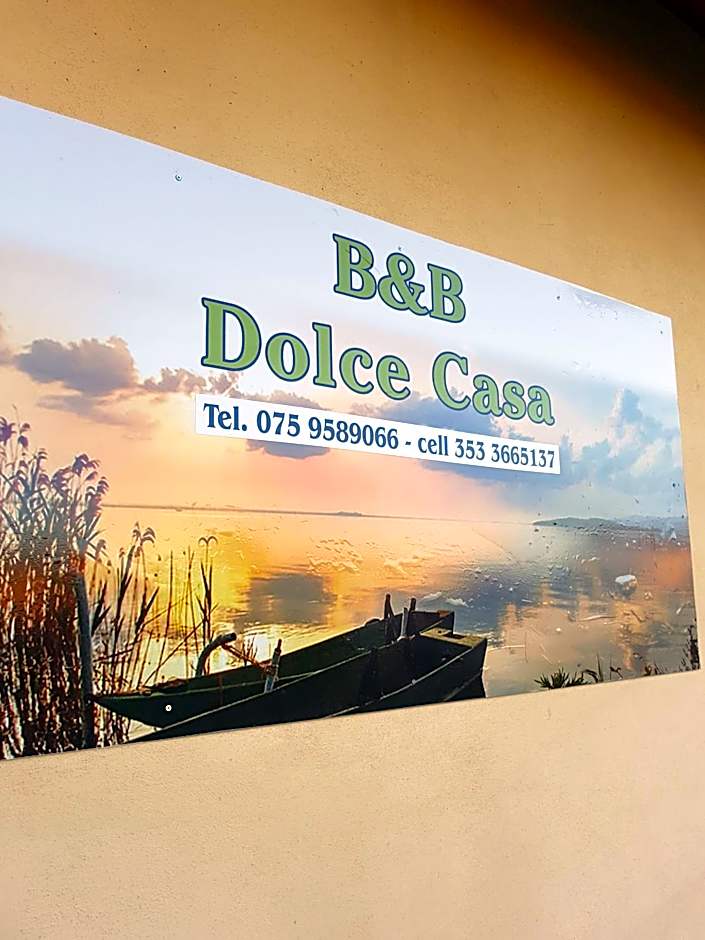 B&B
Dolce Casa
Tel. 075 9589066 - cell 353 3665137